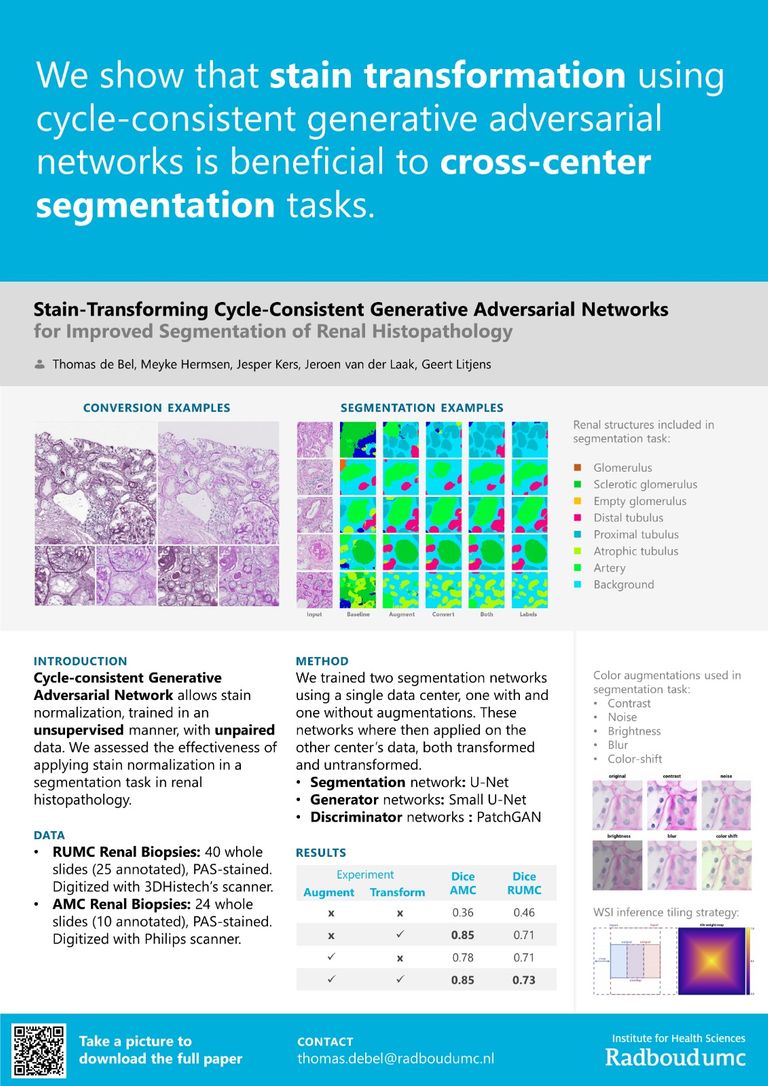 We show that stain transformation using
cycle-consistent generative adversarial
networks is beneficial to cross-center
segmentation tasks.
Stain-Transforming Cycle-Consistent Generative Adversarial Networks
for Improved Segmentation of Renal Histopathology
Thomas de Bel, Meyke Hermsen, Jesper Kers, Jeroen van der Laak, Geert Litjens
CONVERSION EXAMPLES
SEGMENTATION EXAMPLES
Input Baseline Augment Convert Both Labels
Renal structures included in
segmentation task:
Glomerulus
Sclerotic glomerulus
Empty glomerulus
Distal tubulus
Proximal tubulus
Atrophic tubulus
Artery
Background
INTRODUCTION
Cycle-consistent Generative
Adversarial Network allows stain
normalization, trained in an
unsupervised manner, with unpaired
data. We assessed the effectiveness of
applying stain normalization in a
segmentation task in renal
histopathology.
DATA
• RUMC Renal Biopsies: 40 whole
slides (25 annotated), PAS-stained.
Digitized with 3DHistech's scanner.
• AMC Renal Biopsies: 24 whole
slides (10 annotated), PAS-stained.
Digitized with Philips scanner.
METHOD
We trained two segmentation networks
using a single data center, one with and
one without augmentations. These
networks where then applied on the
other center's data, both transformed
and untransformed.
• Segmentation network: U-Net
• Generator networks: Small U-Net
• Discriminator networks : PatchGAN
RESULTS
Experiment Dice Dice
Augment Transform AMC RUMC
x x 0.36 0.46
x ✓ 0.85 0.71
✓ x 0.78 0.71
✓ ✓ 0.85 0.73
Color augmentations used in
segmentation task:
• Contrast
• Noise
• Brightness
• Blur
• Color-shift
original contrast noise
brightness blur color shift
WSI inference tiling strategy:
Take a picture to
download the full paper
CONTACT
thomas.debel@radboudumc.nl
Institute for Health Sciences
Radboudumc